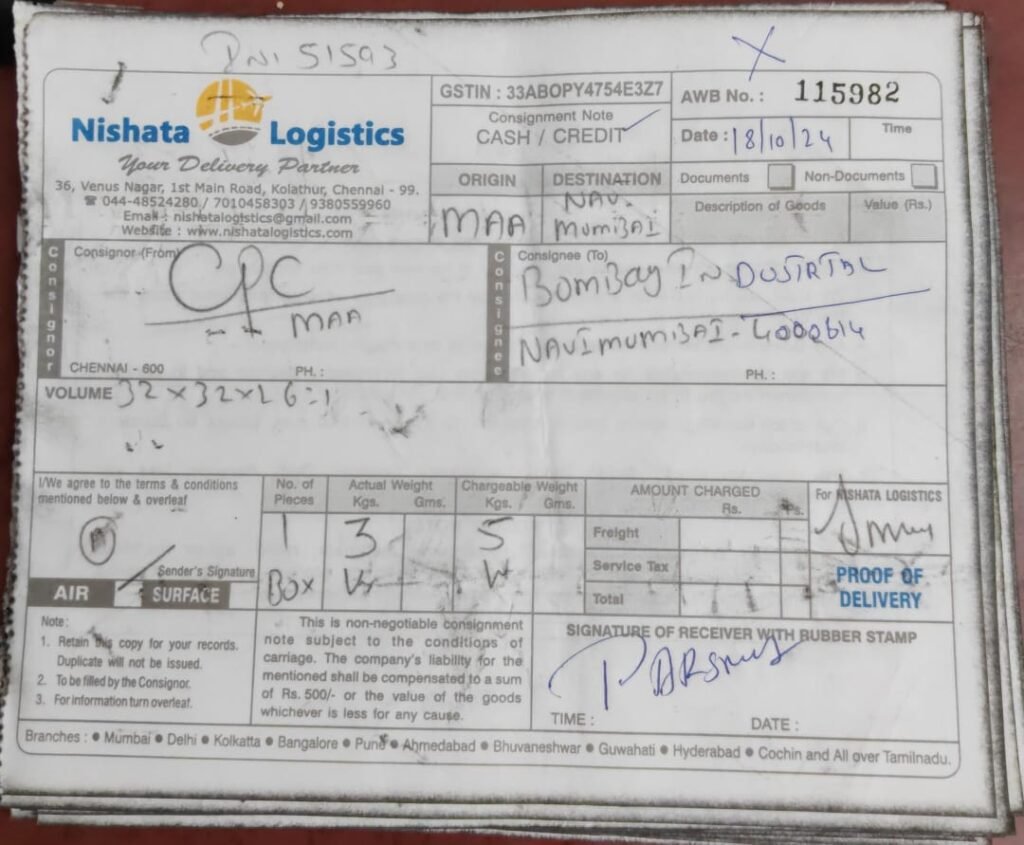 51593
Nishata Logistics
Your Delivery Partner
36, Venus Nagar, 1st Main Road, Kolathur, Chennai - 99.
☎ 044-48524280 / 7010458303 / 9380559960
Email : nishatalogistics@gmail.com
Website : www.nishatalogistics.com
GSTIN : 33ABOPY4754E3Z7
Consignment Note
CASH / CREDIT
AWB No. : 115982
Date : 18/10/24
Time
ORIGIN
DESTINATION
MAA
NAVI
MUMBAI
Documents
Non-Documents
Description of Goods
Value (Rs.)
Consignor
Consignor (From)
CPC
MAA
CHENNAI - 600
PH. :
Consignee
Consignee (To)
BOMBAY
NAVI MUMBAI - 4000614
PH. :
VOLUME 32 x 32 x 26 = 1
I/We agree to the terms & conditions
mentioned below & overleaf
Sender's Signature
AIR
SURFACE
No. of
Pieces
1
BOX
Actual Weight
Kgs. Gms.
3
Chargeable Weight
Kgs. Gms.
5
AMOUNT CHARGED
Rs. Ps.
Freight
Service Tax
Total
For NISHATA LOGISTICS
PROOF OF
DELIVERY
Note :
1. Retain this copy for your records.
Duplicate will not be issued.
2. To be filled by the Consignor.
3. For information turn overleaf.
This is non-negotiable consignment
note subject to the conditions of
carriage. The company's liability for the
mentioned shall be compensated to a sum
of Rs. 500/- or the value of the goods
whichever is less for any cause.
SIGNATURE OF RECEIVER WITH RUBBER STAMP
TIME :
DATE :
Branches : ● Mumbai ● Delhi ● Kolkatta ● Bangalore ● Pune ● Ahmedabad ● Bhuvaneshwar ● Guwahati ● Hyderabad ● Cochin and All over Tamilnadu.